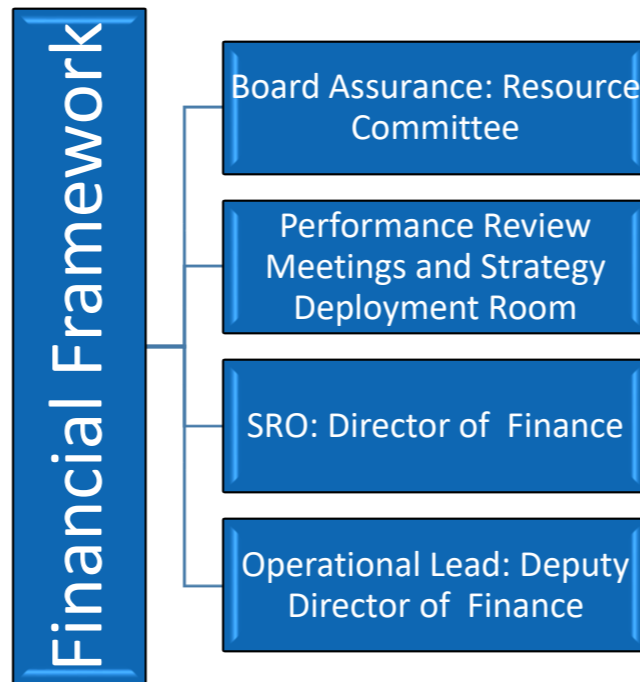 Financial Framework
Board Assurance: Resource
Committee
Performance Review
Meetings and Strategy
Deployment Room
SRO: Director of  Finance
Operational Lead: Deputy
Director of  Finance